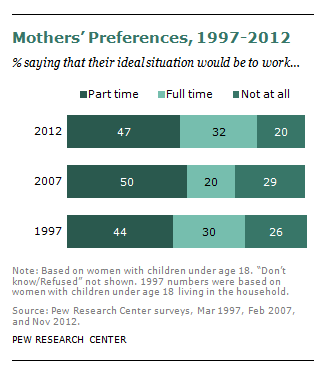 Mothers' Preferences, 1997-2012
% saying that their ideal situation would be to work...
Part time Full time Not at all
2012 47 32 20
2007 50 20 29
1997 44 30 26
Note: Based on women with children under age 18. "Don't
know/Refused" not shown. 1997 numbers were based on
women with children under age 18 living in the household.
Source: Pew Research Center surveys, Mar 1997, Feb 2007,
and Nov 2012.
PEW RESEARCH CENTER